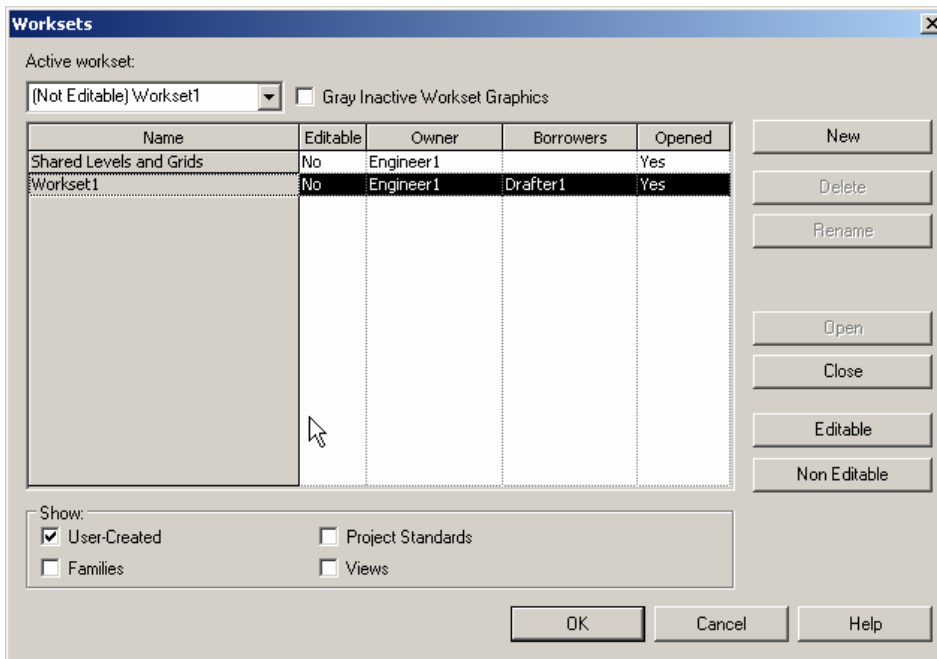 Worksets
Active workset:
(Not Editable) Workset1 Gray Inactive Workset Graphics
Name Editable Owner Borrowers Opened
Shared Levels and Grids No Engineer1 Yes
Workset1 No Engineer1 Drafter1 Yes
New
Delete
Rename
Open
Close
Editable
Non Editable
Show:
User-Created Project Standards
Families Views
OK Cancel Help